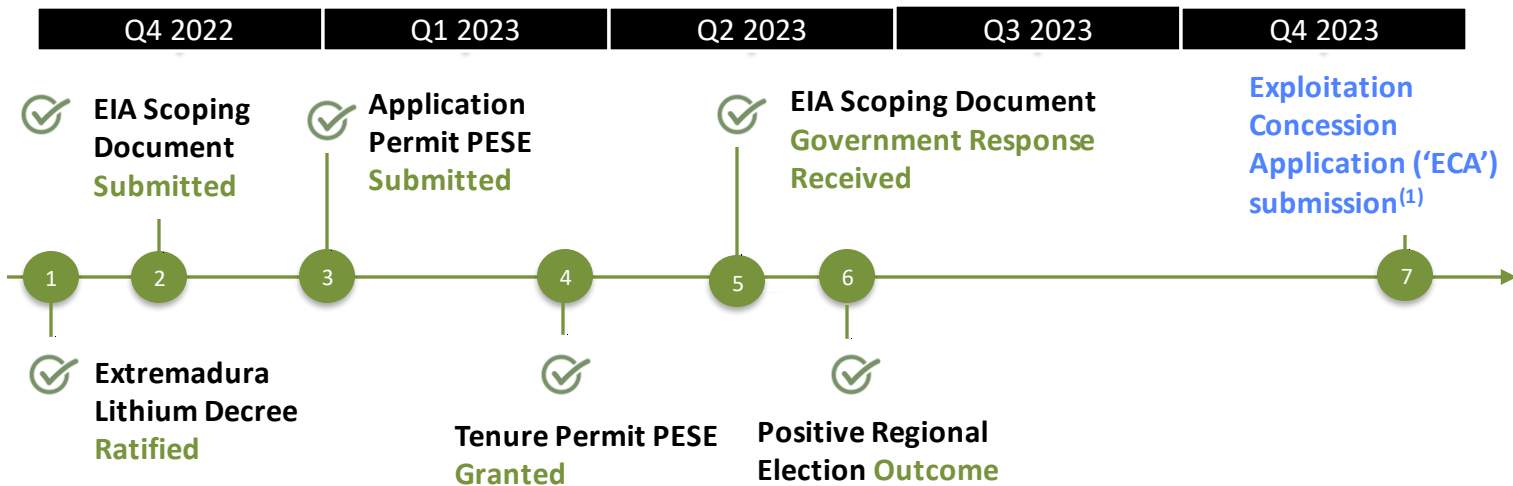 Q4 2022
Q1 2023
Q2 2023
Q3 2023
Q4 2023
EIA Scoping
Document
Submitted
Application
Permit PESE
Submitted
EIA Scoping Document
Government Response
Received
Exploitation
Concession
Application (‘ECA’)
submission(1)
1
2
3
4
5
6
7
Extremadura
Lithium Decree
Ratified
Tenure Permit PESE
Granted
Positive Regional
Election Outcome